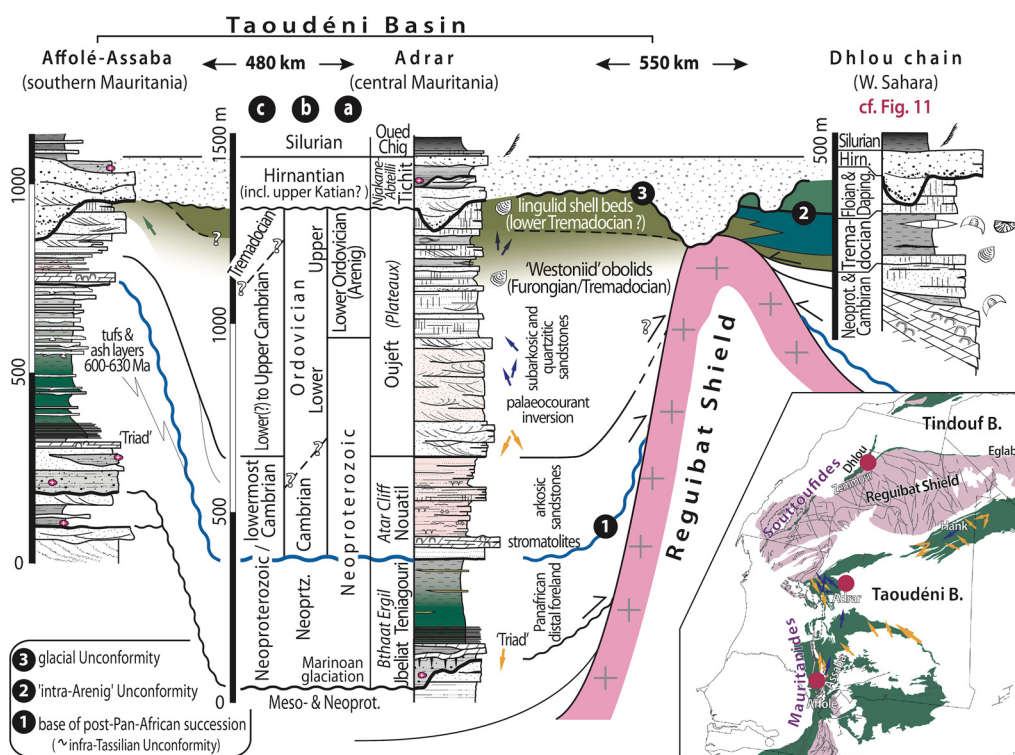 Taoudéni Basin
Affolé-Assaba
(southern Mauritania)
480 km
Adrar
(central Mauritania)
550 km
Dhlou chain
(W. Sahara)
cf. Fig. 11
c
b
a
1000
500
0
1500 m
1000
500
0
500 m
0
Silurian
Hirnantian
(incl. upper Katian?)
Tremadocian
?
?
?
Lower(?) to Upper Cambrian
Ordovician
Upper
Lower
Lower Ordovician
(Arenig)
Neoproterozoic / lowermost
Cambrian
Cambrian
?
?
Neoprtz.
Neoproterozoic
Marinoan
glaciation
Meso- & Neoprot.
Oued
Chig
Tichit
Oujeft (Plateaux)
Atar Cliff
Nouatil
Bthaat Ergil
Jbeliat Teniagouri
tufs &
ash layers
600-630 Ma
'Triad'
3
lingulid shell beds
(lower Tremadocian ?)
'Westoniid' obolids
(Furongian/Tremadocian)
subarkosic and
quartzitic
sandstones
palaeocourant
inversion
arkosic
sandstones
stromatolites
1
Panafrican
distal foreland
'Triad'
?
Reguibat Shield
2
Silurian
Hirn.
Floian &
Daping.
Trema-
docian
Neoprot. &
Cambrian
3 glacial Unconformity
2 'intra-Arenig' Unconformity
1 base of post-Pan-African succession
(~ infra-Tassilian Unconformity)
Tindouf B.
Dhlou
Zemmour
Eglab
Reguibat Shield
Souttoufides
Hank
Adrar
Taoudéni B.
Mauritanides
Assaba
Affolé